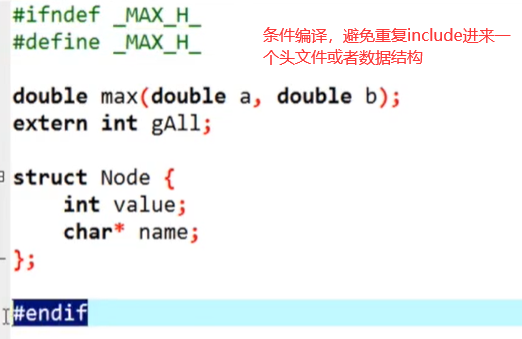 #ifndef _MAX_H_
#define _MAX_H_
条件编译，避免重复include进来一
个头文件或者数据结构
double max(double a, double b);
extern int gAll;
struct Node {
int value;
char* name;
};
#endif